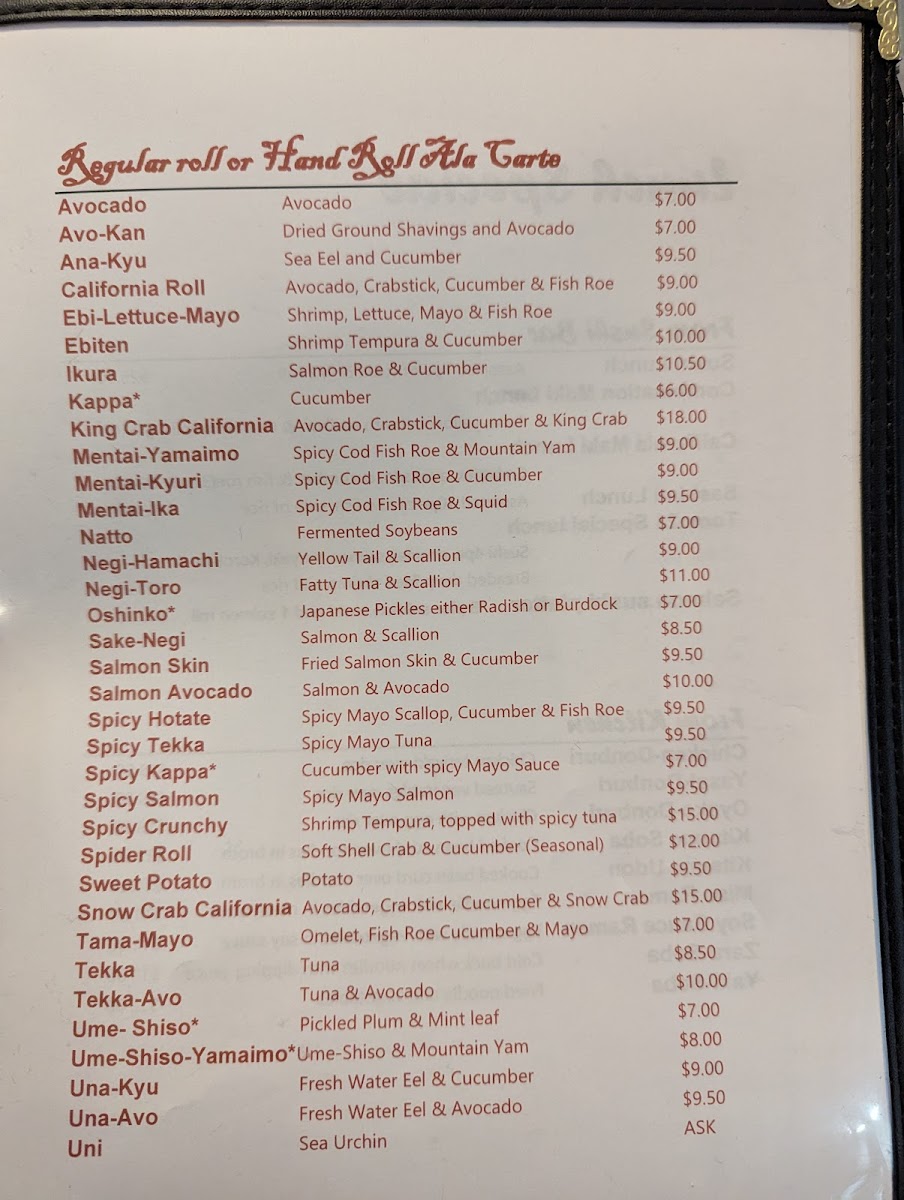 Regular roll or Hand Roll Ala Carte
Avocado Avocado $7.00
Avo-Kan Dried Ground Shavings and Avocado $7.00
Ana-Kyu Sea Eel and Cucumber $9.50
California Roll Avocado, Crabstick, Cucumber & Fish Roe $9.00
Ebi-Lettuce-Mayo Shrimp, Lettuce, Mayo & Fish Roe $9.00
Ebiten Shrimp Tempura & Cucumber $10.00
Ikura Salmon Roe & Cucumber $10.50
Kappa* Cucumber $6.00
King Crab California Avocado, Crabstick, Cucumber & King Crab $18.00
Mentai-Yamaimo Spicy Cod Fish Roe & Mountain Yam $9.00
Mentai-Kyuri Spicy Cod Fish Roe & Cucumber $9.00
Mentai-Ika Spicy Cod Fish Roe & Squid $9.50
Natto Fermented Soybeans $7.00
Negi-Hamachi Yellow Tail & Scallion $9.00
Negi-Toro Fatty Tuna & Scallion $11.00
Oshinko* Japanese Pickles either Radish or Burdock $7.00
Sake-Negi Salmon & Scallion $8.50
Salmon Skin Fried Salmon Skin & Cucumber $9.50
Salmon Avocado Salmon & Avocado $10.00
Spicy Hotate Spicy Mayo Scallop, Cucumber & Fish Roe $9.50
Spicy Tekka Spicy Mayo Tuna $9.50
Spicy Kappa* Cucumber with spicy Mayo Sauce $7.00
Spicy Salmon Spicy Mayo Salmon $9.50
Spicy Crunchy Shrimp Tempura, topped with spicy tuna $15.00
Spider Roll Soft Shell Crab & Cucumber (Seasonal) $12.00
Sweet Potato Potato $9.50
Snow Crab California Avocado, Crabstick, Cucumber & Snow Crab $15.00
Tama-Mayo Omelet, Fish Roe Cucumber & Mayo $7.00
Tekka Tuna $8.50
Tekka-Avo Tuna & Avocado $10.00
Ume- Shiso* Pickled Plum & Mint leaf $7.00
Ume-Shiso-Yamaimo* Ume-Shiso & Mountain Yam $8.00
Una-Kyu Fresh Water Eel & Cucumber $9.00
Una-Avo Fresh Water Eel & Avocado $9.50
Uni Sea Urchin ASK